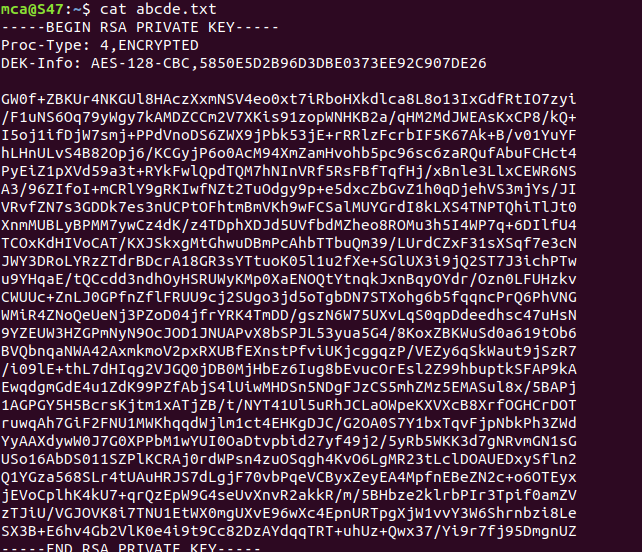 mca@S47:~$ cat abcde.txt
-----BEGIN RSA PRIVATE KEY-----
Proc-Type: 4,ENCRYPTED
DEK-Info: AES-128-CBC,5850E5D2B96D3DBE0373EE92C907DE26
GW0f+ZBKUr4NKGUl8HAczXxmNSV4eo0xt7iRboHXkdlca8L8o13IxGdfRtIO7zyi
/F1uNS6Oq79yWgy7kAMDZCCm2V7XKis91zopWNHKB2a/qHM2MdJWEAsKxCP8/kQ+
I5oj1ifDjW7smj+PPdVnoDS6ZWX9jPbk53jE+rRRlzFcrbIF5K67Ak+B/v01YuYF
hLHnULvS4B82Opj6/KCGyjP6o0AcM94XmZamHvohb5pc96sc6zaRQufAbuFCHct4
PyEiZ1pXVd59a3t+RYkFwlQpdTQM7hNInVRf5RsFBfTqfHj/xBnle3LlxCEWR6NS
A3/96ZIfoI+mCRlY9gRKIwfNZt2TuOdgy9p+e5dxcZbGvZ1h0qDjehVS3mjYs/JI
VRvfZN7s3GDDk7es3nUCPtOFhtmBmVKh9wFCSalMUYGrdI8kLXS4TNPTQhiTlJt0
XnmMUBLyBPMM7ywCz4dK/z4TDphXDJd5UVfbdMZheo8ROMu3h5I4WP7q+6DIlfU4
TCOxKdHIVoCAT/KXJSkxgMtGhwuDBmPcAhbTTbuQm39/LUrdCZxF31sXSqf7e3cN
JWY3DRoLYRzZTdrBDcrA18GR3sYTtuoK05l1u2fXe+SGlUX3i9jQ2ST7J3ichPTw
u9YHqaE/tQCcdd3ndhOyHSRUWyKMp0XaENOQtYtnqkJxnBqyOYdr/Ozn0LFUHzkv
CWUUc+ZnLJ0GPfnZflFRUU9cj2SUgo3jd5oTgbDN7STXohg6b5fqqncPrQ6PhVNG
WMiR4ZNoQeUeNj3PZoD04jfrYRK4TmDD/gszN6W75UXvLqS0qpDdeedhsc47uHsN
9YZEUW3HZGPmNyN9OcJOD1JNUAPvX8bSPJL53yua5G4/8KoxZBKWuSd0a619tOb6
BVQbnqaNWA42AxmkmoV2pxRXUBfEXnstPfviUKjcgqzP/VEZy6qSkWaut9jSzR7
/i09lE+thL7dHIqg2VJGQ0jDB0MjHbEz6Iug8bEvucOrEsl2Z99hbuptkSFAP9kA
EwqdgmGdE4u1ZdK99PZfAbjS4lUiwMHDSn5NDgFJzCS5mhZMz5EMASul8x/5BAPj
1AGPGY5H5BcrsKjtm1xATjZB/t/NYT41Ul5uRhJCLaOWpeKXVXcB8XrfOGHCrDOT
ruwqAh7GiF2FNU1MWKhqqdWjlm1ct4EHKgDJC/G2OA0S7Y1bxTqvFjpNbkPh3ZWd
YyAAXdywW0J7G0XPPbM1wYUI0OaDtvpbid27yf49j2/5yRb5WKK3d7gNRvmGN1sG
USo16AbDS011SZPlKCRAj0rdWPsn4zuOSqgh4KvO6LgMR23tLclDOAUEDxySfln2
Q1YGza568SLr4tUAuHRJS7dLgjF70vbPqeVCByxZeyEA4MpfnEBeZN2c+o6OTEyx
jEVoCplhK4kU7+qrQzEpW9G4seUvXnvR2akkR/m/5BHbze2klrbPIr3Tpif0amZV
zTJiU/VGJOVK8i7TNU1EtWX0mgUXvE96wXc4EpnURTpgXjW1vvY3W6Shrnbzi8Le
SX3B+E6hv4Gb2VlK0e4i9t9Cc82DzAYdqqTRT+uhUz+Qwx37/Yi9r7fj95DmgnUZ
-----END RSA PRIVATE KEY-----